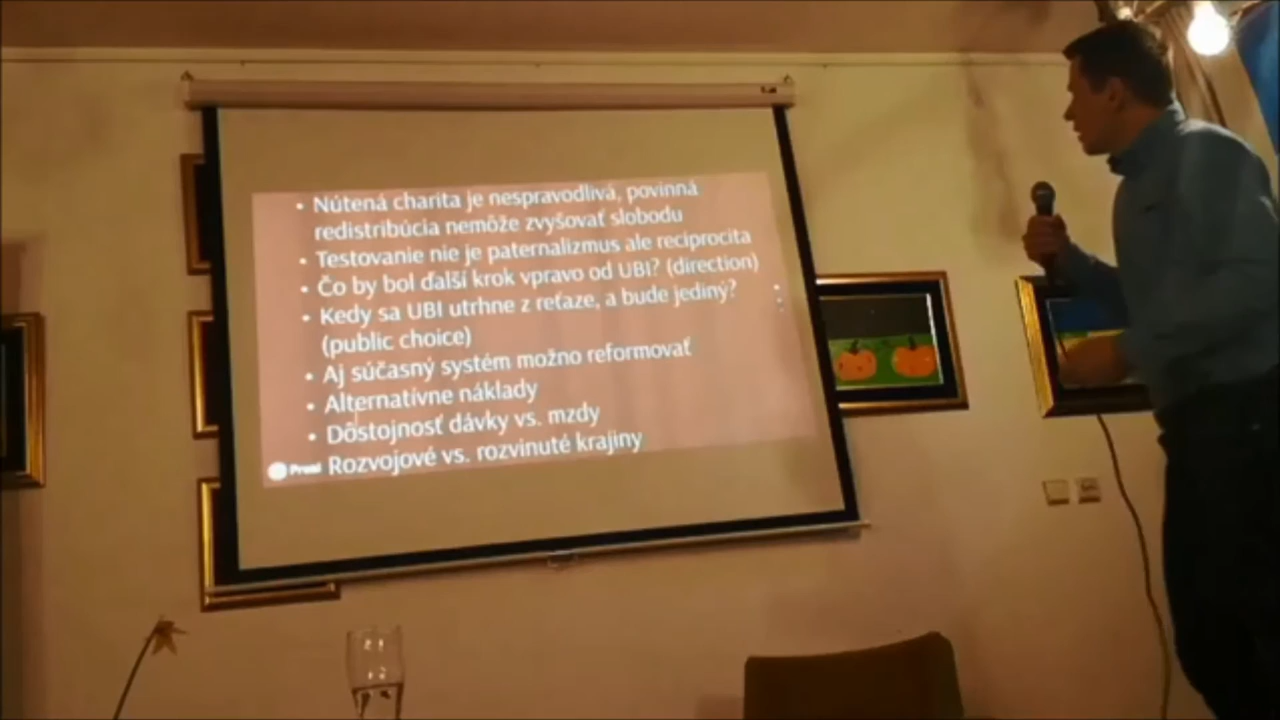 • Nútená charita je nespravodlivá, povinná
redistribúcia nemôže zvyšovať slobodu
• Testovanie nie je paternalizmus ale reciprocita
• Čo by bol ďalší krok vpravo od UBI? (direction)
• Kedy sa UBI utrhne z reťaze, a bude jediný?
(public choice)
• Aj súčasný systém možno reformovať
• Alternatívne náklady
• Dôstojnosť dávky vs. mzdy
Rozvojové vs. rozvinuté krajiny
Prezi